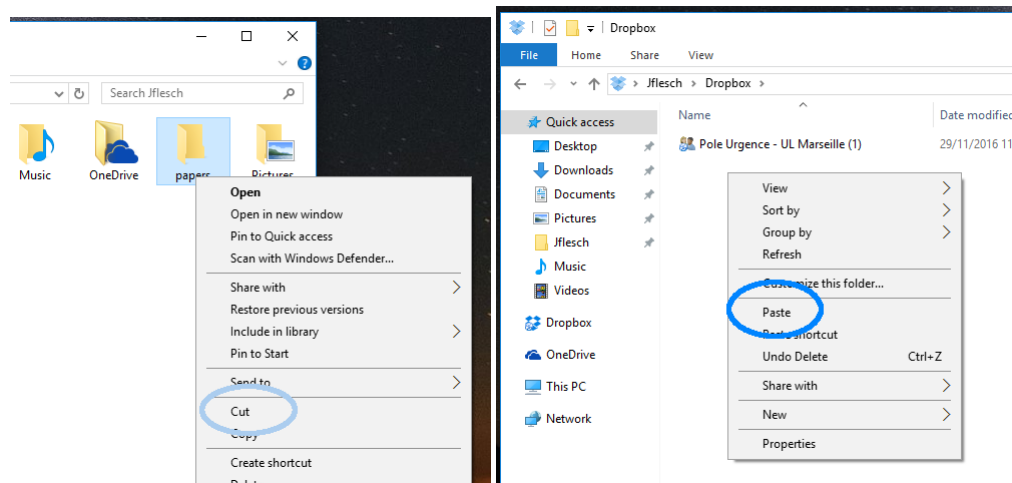 Search Jflesch
Music
OneDrive
papers
Pictures
Open
Open in new window
Pin to Quick access
Scan with Windows Defender...
Share with
Restore previous versions
Include in library
Pin to Start
Send to
Cut
Copy
Create shortcut
Dropbox
File Home Share View
Jflesch > Dropbox >
Quick access
Desktop
Downloads
Documents
Pictures
Jflesch
Music
Videos
Dropbox
OneDrive
This PC
Network
Name Date modified
Pole Urgence - UL Marseille (1) 29/11/2016 11
View
Sort by
Group by
Refresh
Customize this folder...
Paste
Paste shortcut
Undo Delete Ctrl+Z
Share with
New
Properties